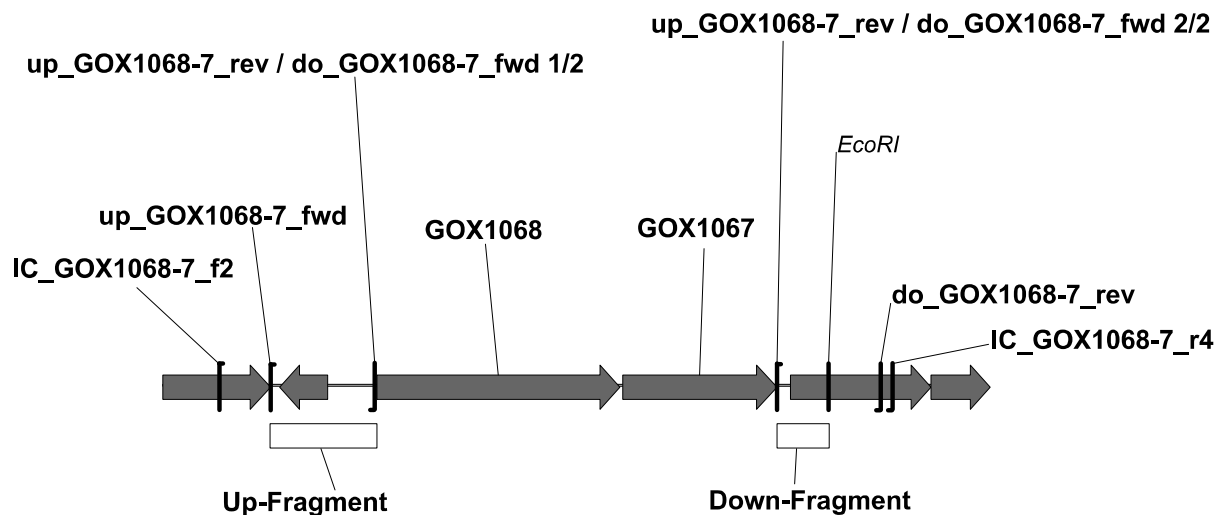 up_GOX1068-7_rev / do_GOX1068-7_fwd 2/2
up_GOX1068-7_rev / do_GOX1068-7_fwd 1/2
EcoRI
up_GOX1068-7_fwd
GOX1068
GOX1067
IC_GOX1068-7_f2
do_GOX1068-7_rev
IC_GOX1068-7_r4
Up-Fragment
Down-Fragment